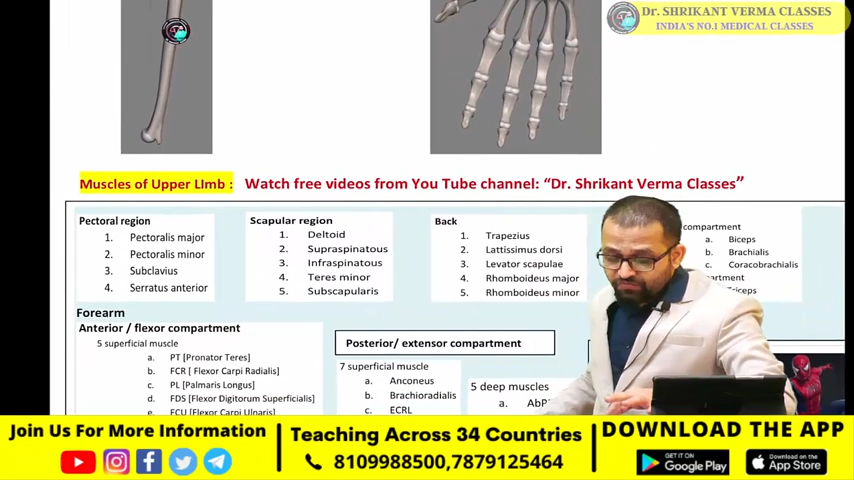 Dr. SHRIKANT VERMA CLASSES
INDIA'S NO.1 MEDICAL CLASSES
Muscles of Upper LImb : Watch free videos from You Tube channel: "Dr. Shrikant Verma Classes"
Pectoral region
1. Pectoralis major
2. Pectoralis minor
3. Subclavius
4. Serratus anterior
Scapular region
1. Deltoid
2. Supraspinatous
3. Infraspinatous
4. Teres minor
5. Subscapularis
Back
1. Trapezius
2. Lattissimus dorsi
3. Levator scapulae
4. Rhomboideus major
5. Rhomboideus minor
compartment
a. Biceps
b. Brachialis
c. Coracobrachialis
Triceps
Forearm
Anterior / flexor compartment
5 superficial muscle
a. PT [Pronator Teres]
b. FCR [ Flexor Carpi Radialis]
c. PL [Palmaris Longus]
d. FDS [Flexor Digitorum Superficialis]
e. FCU [Flexor Carpi Ulnaris]
Posterior/ extensor compartment
7 superficial muscle
a. Anconeus
b. Brachioradialis
c. ECRL
5 deep muscles
a.
Join Us For More Information
Teaching Across 34 Countries
8109988500,7879125464
DOWNLOAD THE APP
GET IT ON
Google Play
Download on the
App Store